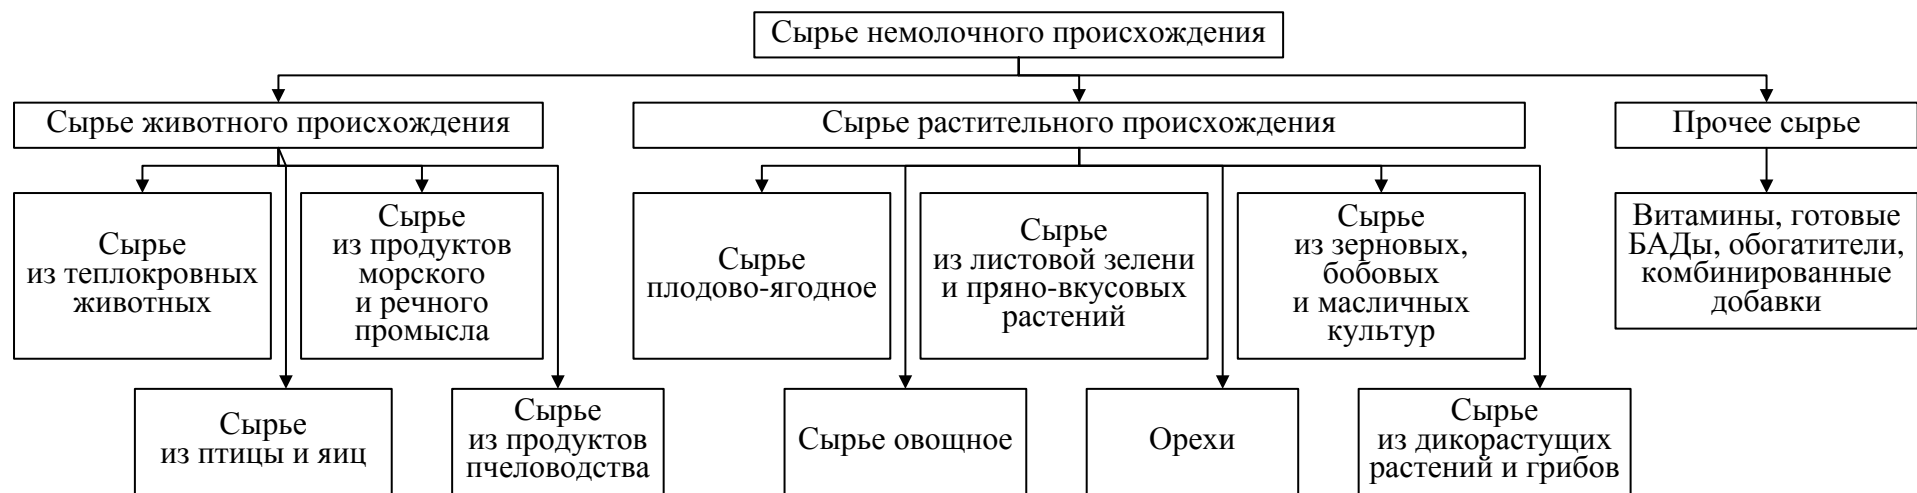 Сырье немолочного происхождения
Сырье животного происхождения
Сырье растительного происхождения
Прочее сырье
Сырье
из теплокровных
животных
Сырье
из продуктов
морского
и речного
промысла
Сырье
плодово-ягодное
Сырье
из листовой зелени
и пряно-вкусовых
растений
Сырье
из зерновых,
бобовых
и масличных
культур
Витамины, готовые
БАДы, обогатители,
комбинированные
добавки
Сырье
из птицы и яиц
Сырье
из продуктов
пчеловодства
Сырье овощное
Орехи
Сырье
из дикорастущих
растений и грибов